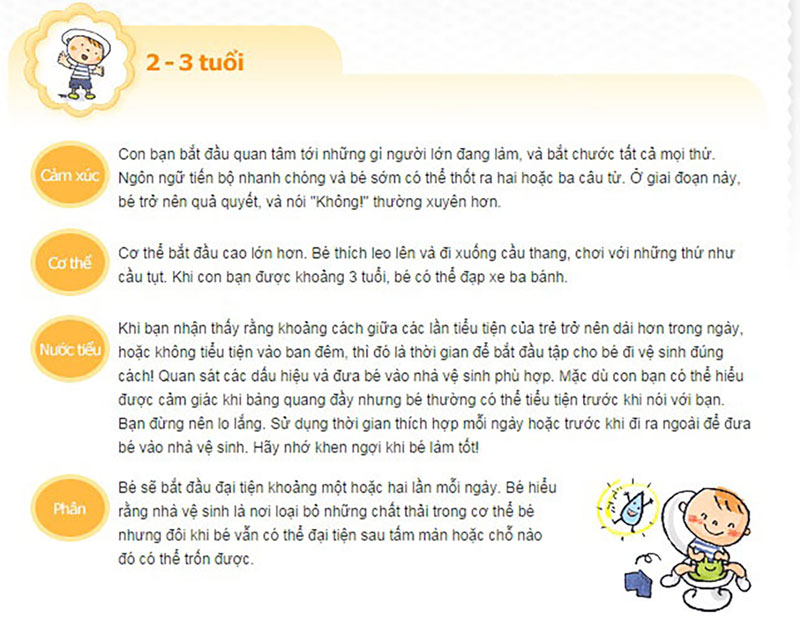 2 - 3 tuổi
Cảm xúc
Con bạn bắt đầu quan tâm tới những gì người lớn đang làm, và bắt chước tất cả mọi thứ.
Ngôn ngữ tiến bộ nhanh chóng và bé sớm có thể thốt ra hai hoặc ba câu từ. Ở giai đoạn này,
bé trở nên quả quyết, và nói "Không!" thường xuyên hơn.
Cơ thể
Cơ thể bắt đầu cao lớn hơn. Bé thích leo lên và đi xuống cầu thang, chơi với những thứ như
cầu tụt. Khi con bạn được khoảng 3 tuổi, bé có thể đạp xe ba bánh.
Nước tiểu
Khi bạn nhận thấy rằng khoảng cách giữa các lần tiểu tiện của trẻ trở nên dài hơn trong ngày,
hoặc không tiểu tiện vào ban đêm, thì đó là thời gian để bắt đầu tập cho bé đi vệ sinh đúng
cách! Quan sát các dấu hiệu và đưa bé vào nhà vệ sinh phù hợp. Mặc dù con bạn có thể hiểu
được cảm giác khi bàng quang đầy nhưng bé thường có thể tiểu tiện trước khi nói với bạn.
Bạn đừng nên lo lắng. Sử dụng thời gian thích hợp mỗi ngày hoặc trước khi đi ra ngoài để đưa
bé vào nhà vệ sinh. Hãy nhớ khen ngợi khi bé làm tốt!
Phân
Bé sẽ bắt đầu đại tiện khoảng một hoặc hai lần mỗi ngày. Bé hiểu
rằng nhà vệ sinh là nơi loại bỏ những chất thải trong cơ thể bé
nhưng đôi khi bé vẫn có thể đại tiện sau tấm màn hoặc chỗ nào
đó có thể trốn được.